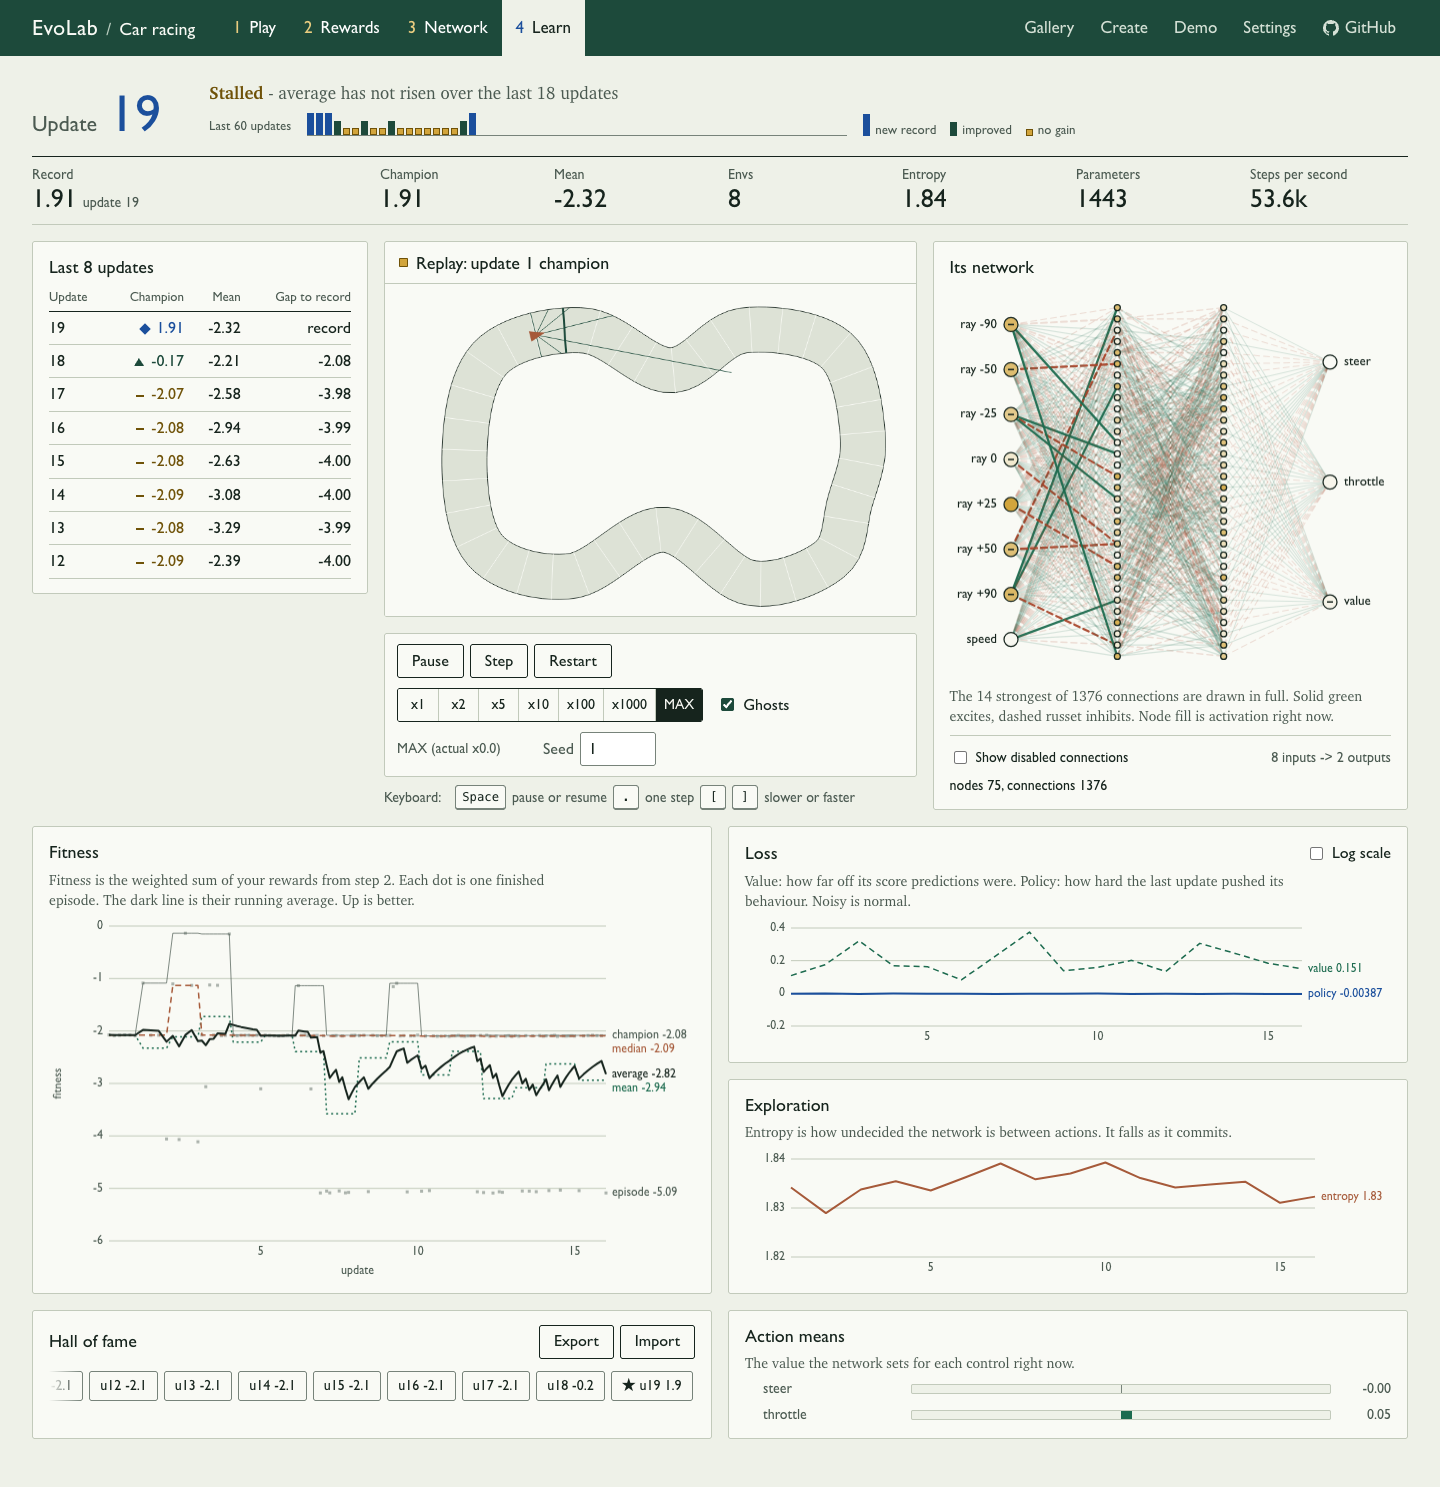 EvoLab / Car racing 1 Play 2 Rewards 3 Network 4 Learn Gallery Create Demo Settings GitHub
Update 19
Stalled - average has not risen over the last 18 updates
Last 60 updates new record improved no gain
Record Champion Mean Envs Entropy Parameters Steps per second
1.91 update 19 1.91 -2.32 8 1.84 1443 53.6k
Last 8 updates
Update Champion Mean Gap to record
19 1.91 -2.32 record
18 -0.17 -2.21 -2.08
17 -2.07 -2.58 -3.98
16 -2.08 -2.94 -3.99
15 -2.08 -2.63 -4.00
14 -2.09 -3.08 -4.00
13 -2.08 -3.29 -3.99
12 -2.09 -2.39 -4.00
Replay: update 1 champion
Pause Step Restart
x1 x2 x5 x10 x100 x1000 MAX Ghosts
MAX (actual x0.0) Seed 1
Keyboard: Space pause or resume . one step [ ] slower or faster
Its network
ray -90
ray -50
ray -25
ray 0
ray +25
ray +50
ray +90
speed
steer
throttle
value
The 14 strongest of 1376 connections are drawn in full. Solid green
excites, dashed russet inhibits. Node fill is activation right now.
Show disabled connections 8 inputs -> 2 outputs
nodes 75, connections 1376
Fitness
Fitness is the weighted sum of your rewards from step 2. Each dot is one finished
episode. The dark line is their running average. Up is better.
0
-1
-2
-3
-4
-5
-6
fitness
champion -2.08
median -2.09
average -2.82
mean -2.94
episode -5.09
5 10 15
update
Loss Log scale
Value: how far off its score predictions were. Policy: how hard the last update pushed its
behaviour. Noisy is normal.
0.4
0.2
0
-0.2
value 0.151
policy -0.00387
5 10 15
Exploration
Entropy is how undecided the network is between actions. It falls as it commits.
1.84
1.83
1.82
entropy 1.83
5 10 15
Hall of fame Export Import
-2.1 u12 -2.1 u13 -2.1 u14 -2.1 u15 -2.1 u16 -2.1 u17 -2.1 u18 -0.2 ★ u19 1.9
Action means
The value the network sets for each control right now.
steer -0.00
throttle 0.05